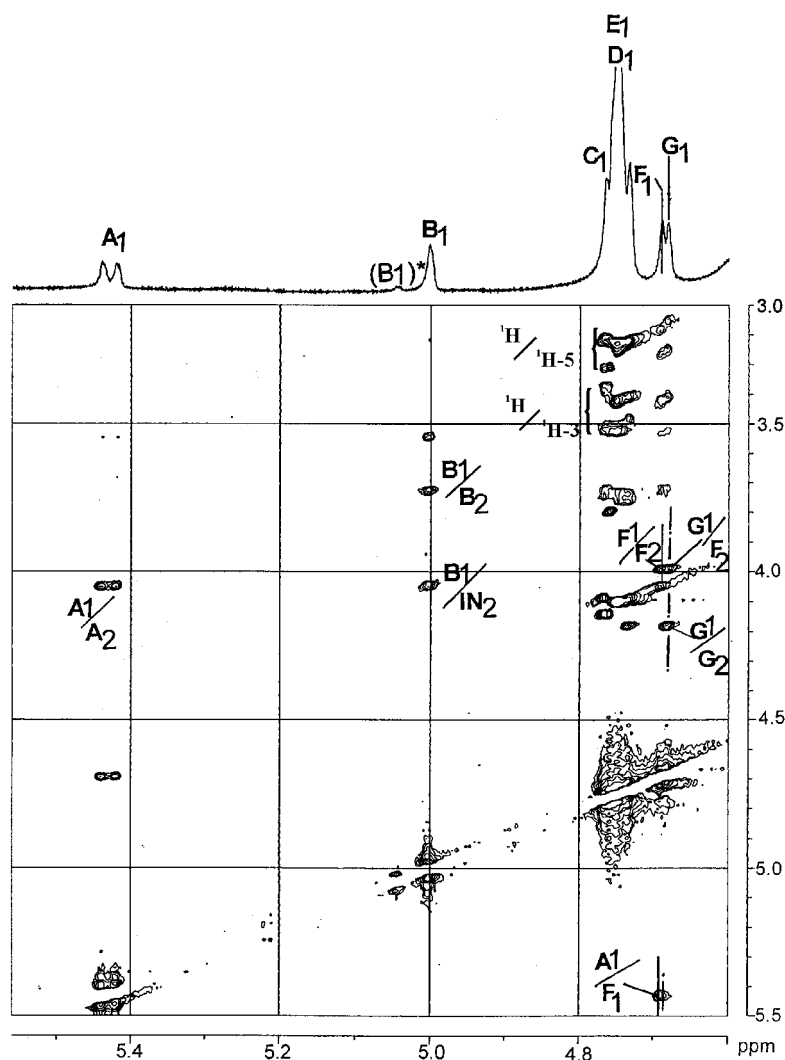 E1
D1
C1
F1
G1
A1
B1
(B1)*
3.0
¹H/¹H-5
¹H/¹H-3
3.5
B1/B2
F1/F2
G1/F2
4.0
A1/A2
B1/IN2
G1/G2
4.5
5.0
A1/F1
5.5
5.4
5.2
5.0
4.8
ppm